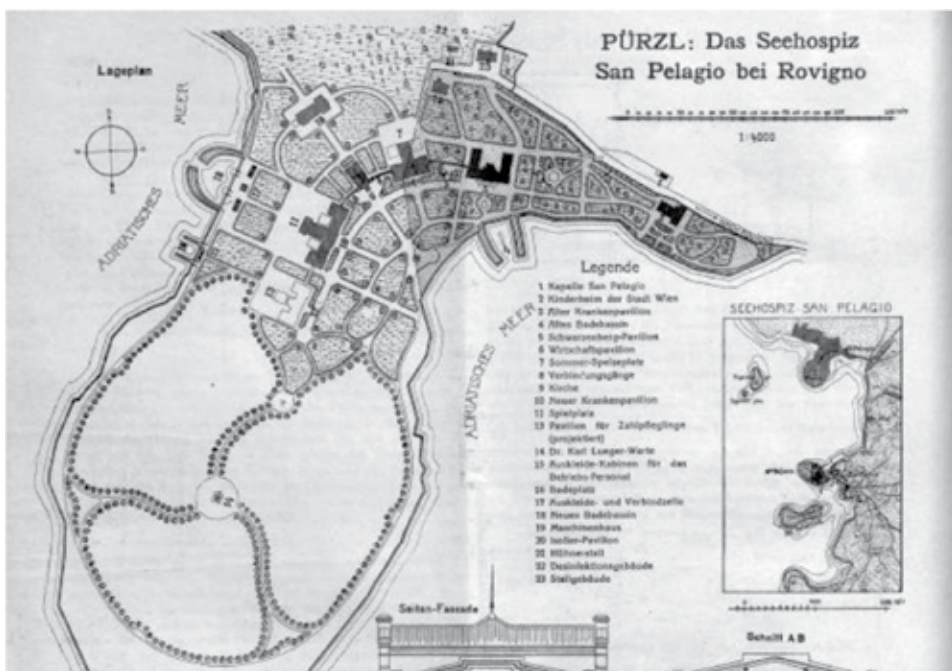 PÜRZL: Das Seehospiz
San Pelagio bei Rovigno
1:4000
Lageplan
MEER
ADRIATISCHES
MEER
ADRIATISCHES
Legende
1 Kapelle San Pelagio
2 Kinderheim der Stadt Wien
3 Alter Krankenpavillon
4 Altes Badebassin
5 Schwarzenberg-Pavillon
6 Wirtschaftspavillon
7 Sommer-Speiseplatz
8 Verbindungsgänge
9 Kirche
10 Neuer Krankenpavillon
11 Spielplatz
13 Pavillon für Zahlpfleglinge
(projektiert)
14 Dr. Karl Lueger-Warte
15 Auskleide-Kabinen für das
Betriebs-Personal
16 Badeplatz
17 Auskleide- und Verbindzelle
18 Neues Badebassin
19 Maschinenhaus
20 Isolier-Pavillon
21 Hühnerstall
22 Desinfektionsgebäude
23 Stallgebäude
SEEHOSPIZ SAN PELAGIO
Seiten-Fassade
Schnitt AB